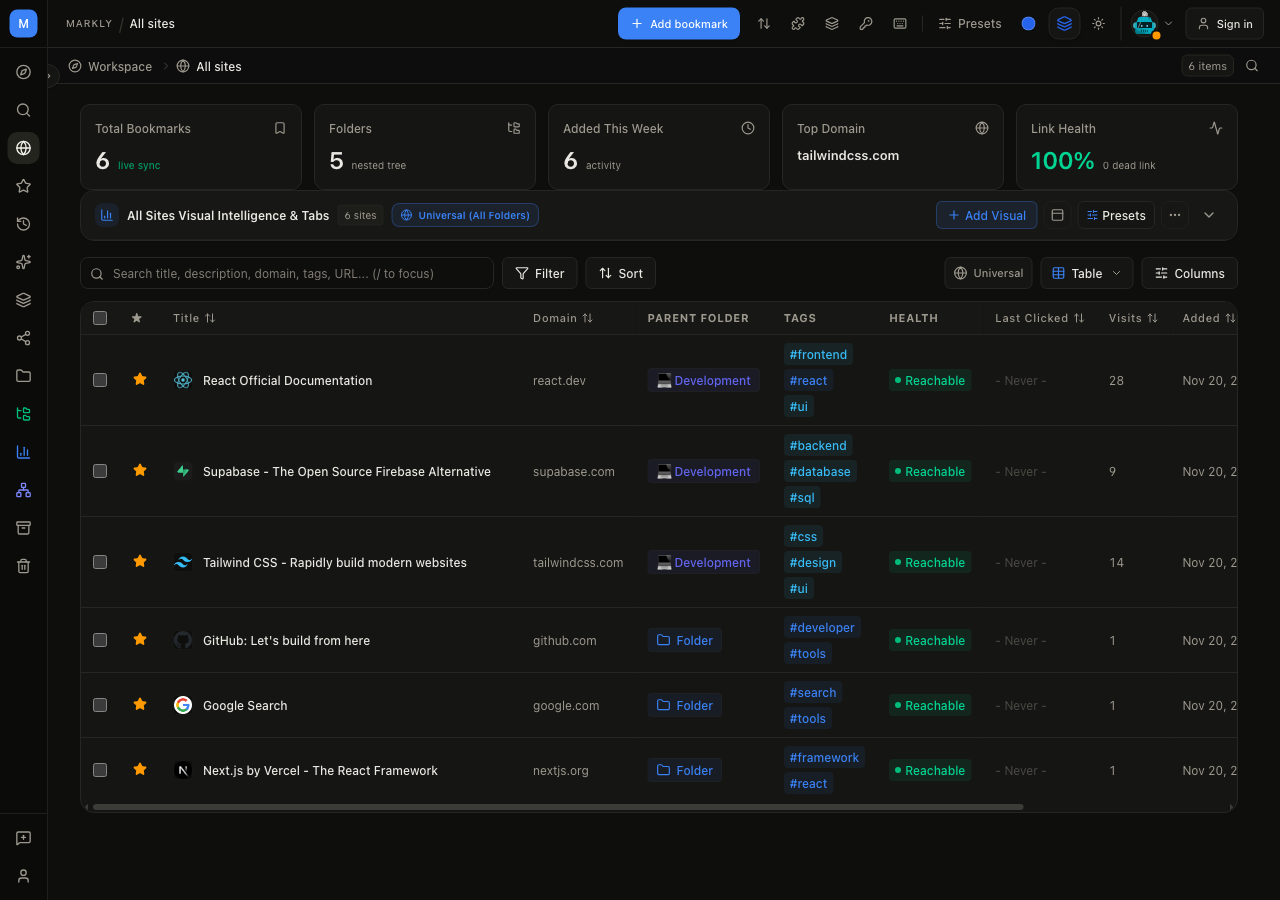 M
MARKLY / All sites
Add bookmark
Presets
Sign in
Workspace
All sites
6 items
Total Bookmarks
6 live sync
Folders
5 nested tree
Added This Week
6 activity
Top Domain
tailwindcss.com
Link Health
100% 0 dead link
All Sites Visual Intelligence & Tabs
6 sites
Universal (All Folders)
Add Visual
Presets
Search title, description, domain, tags, URL... (/ to focus)
Filter
Sort
Universal
Table
Columns
Title Domain PARENT FOLDER TAGS HEALTH Last Clicked Visits Added
React Official Documentation react.dev Development #frontend #react #ui Reachable - Never - 28 Nov 20, 2
Supabase - The Open Source Firebase Alternative supabase.com Development #backend #database #sql Reachable - Never - 9 Nov 20, 2
Tailwind CSS - Rapidly build modern websites tailwindcss.com Development #css #design #ui Reachable - Never - 14 Nov 20, 2
GitHub: Let's build from here github.com Folder #developer #tools Reachable - Never - 1 Nov 20, 2
Google Search google.com Folder #search #tools Reachable - Never - 1 Nov 20, 2
Next.js by Vercel - The React Framework nextjs.org Folder #framework #react Reachable - Never - 1 Nov 20, 2